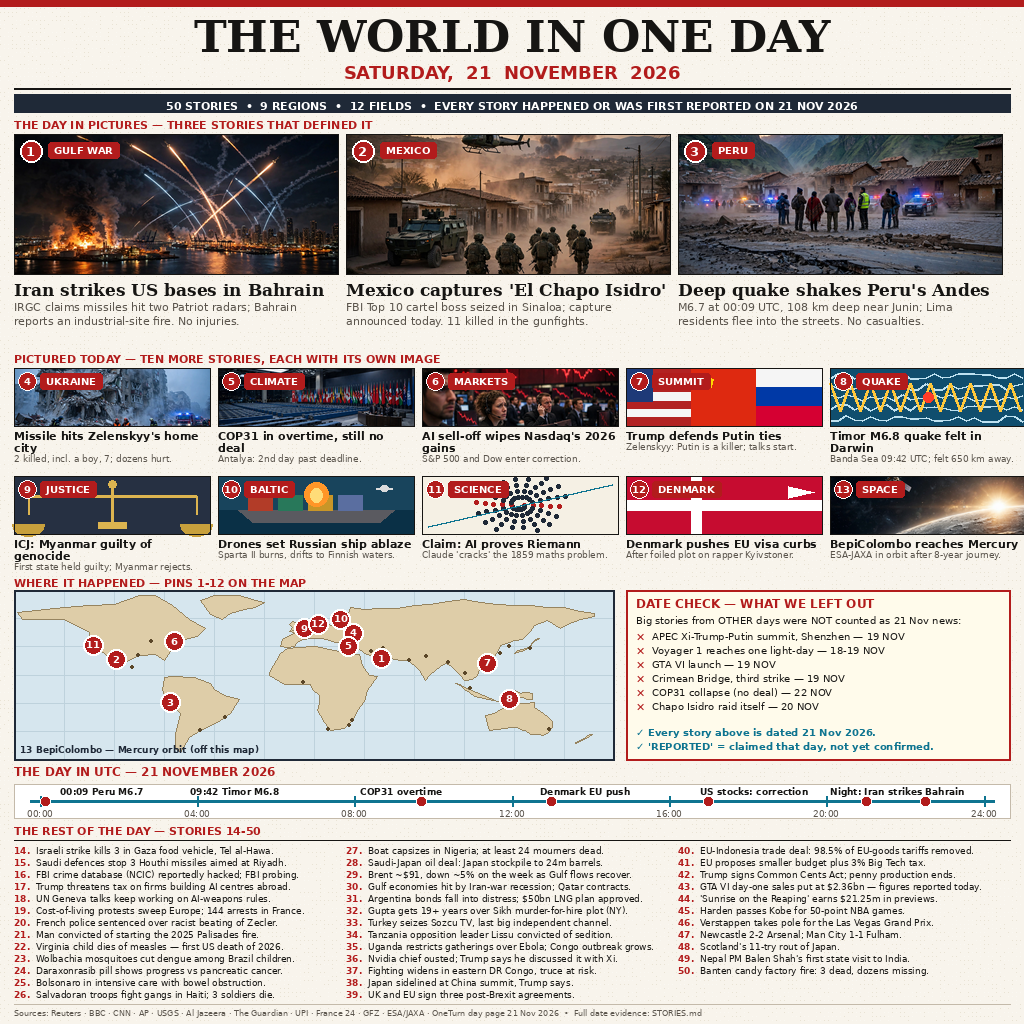 THE WORLD IN ONE DAY
SATURDAY, 21 NOVEMBER 2026
50 STORIES • 9 REGIONS • 12 FIELDS • EVERY STORY HAPPENED OR WAS FIRST REPORTED ON 21 NOV 2026
THE DAY IN PICTURES — THREE STORIES THAT DEFINED IT
1 GULF WAR
Iran strikes US bases in Bahrain
IRGC claims missiles hit two Patriot radars; Bahrain
reports an industrial-site fire. No injuries.
2 MEXICO
Mexico captures 'El Chapo Isidro'
FBI Top 10 cartel boss seized in Sinaloa; capture
announced today. 11 killed in the gunfights.
3 PERU
Deep quake shakes Peru's Andes
M6.7 at 00:09 UTC, 108 km deep near Junin; Lima
residents flee into the streets. No casualties.
PICTURED TODAY — TEN MORE STORIES, EACH WITH ITS OWN IMAGE
4 UKRAINE
Missile hits Zelenskyy's home
city
2 killed, incl. a boy, 7; dozens hurt.
5 CLIMATE
COP31 in overtime, still no
deal
Antalya: 2nd day past deadline.
6 MARKETS
AI sell-off wipes Nasdaq's 2026
gains
S&P 500 and Dow enter correction.
7 SUMMIT
Trump defends Putin ties
Zelenskyy: Putin is a killer; talks start.
8 QUAKE
Timor M6.8 quake felt in
Darwin
Banda Sea 09:42 UTC; felt 650 km away.
9 JUSTICE
ICJ: Myanmar guilty of
genocide
First state held guilty; Myanmar rejects.
10 BALTIC
Drones set Russian ship ablaze
Sparta II burns, drifts to Finnish waters.
11 SCIENCE
Claim: AI proves Riemann
Claude 'cracks' the 1859 maths problem.
12 DENMARK
Denmark pushes EU visa curbs
After foiled plot on rapper Kylvstoner.
13 SPACE
BepiColombo reaches Mercury
ESA-JAXA in orbit after 8-year journey.
WHERE IT HAPPENED — PINS 1-12 ON THE MAP
9
12
10
4
5
11
2
6
1
7
3
8
13 BepiColombo — Mercury orbit (off this map)
DATE CHECK — WHAT WE LEFT OUT
Big stories from OTHER days were NOT counted as 21 Nov news:
✕ APEC Xi-Trump-Putin summit, Shenzhen — 19 NOV
✕ Voyager 1 reaches one light-day — 18-19 NOV
✕ GTA VI launch — 19 NOV
✕ Crimean Bridge, third strike — 19 NOV
✕ COP31 collapse (no deal) — 22 NOV
✕ Chapo Isidro raid itself — 20 NOV
✓ Every story above is dated 21 Nov 2026.
✓ 'REPORTED' = claimed that day, not yet confirmed.
THE DAY IN UTC — 21 NOVEMBER 2026
00:09 Peru M6.7 09:42 Timor M6.8 COP31 overtime Denmark EU push US stocks: correction Night: Iran strikes Bahrain
00:00 04:00 08:00 12:00 16:00 20:00 24:00
THE REST OF THE DAY — STORIES 14-50
14. Israeli strike kills 3 in Gaza food vehicle, Tel al-Hawa.
15. Saudi defences stop 3 Houthi missiles aimed at Riyadh.
16. FBI crime database (NCIC) reportedly hacked; FBI probing.
17. Trump threatens tax on firms building AI centres abroad.
18. UN Geneva talks keep working on AI-weapons rules.
19. Cost-of-living protests sweep Europe; 144 arrests in France.
20. French police sentenced over racist beating of Zecler.
21. Man convicted of starting the 2025 Palisades fire.
22. Virginia child dies of measles — first US death of 2026.
23. Wolbachia mosquitoes cut dengue among Brazil children.
24. Daraxonrasib pill shows progress vs pancreatic cancer.
25. Bolsonaro in intensive care with bowel obstruction.
26. Salvadoran troops fight gangs in Haiti; 3 soldiers die.
27. Boat capsizes in Nigeria; at least 24 mourners dead.
28. Saudi-Japan oil deal: Japan stockpile to 24m barrels.
29. Brent ~$91, down ~5% on the week as Gulf flows recover.
30. Gulf economies hit by Iran-war recession; Qatar contracts.
31. Argentina bonds fall into distress; $50bn LNG plan approved.
32. Gupta gets 19+ years over Sikh murder-for-hire plot (NY).
33. Turkey seizes Sozcu TV, last big independent channel.
34. Tanzania opposition leader Lissu convicted of sedition.
35. Uganda restricts gatherings over Ebola; Congo outbreak grows.
36. Nvidia chief ousted; Trump says he discussed it with Xi.
37. Fighting widens in eastern DR Congo, truce at risk.
38. Japan sidelined at China summit, Trump says.
39. UK and EU sign three post-Brexit agreements.
40. EU-Indonesia trade deal: 98.5% of EU-goods tariffs removed.
41. EU proposes smaller budget plus 3% Big Tech tax.
42. Trump signs Common Cents Act; penny production ends.
43. GTA VI day-one sales put at $2.36bn — figures reported today.
44. 'Sunrise on the Reaping' earns $21.25m in previews.
45. Harden passes Kobe for 50-point NBA games.
46. Verstappen takes pole for the Las Vegas Grand Prix.
47. Newcastle 2-2 Arsenal; Man City 1-1 Fulham.
48. Scotland's 11-try rout of Japan.
49. Nepal PM Balen Shah's first state visit to India.
50. Banten candy factory fire: 3 dead, dozens missing.
Sources: Reuters · BBC · CNN · AP · USGS · Al Jazeera · The Guardian · UPI · France 24 · GFZ · ESA/JAXA · OneTurn day page 21 Nov 2026 • Full date evidence: STORIES.md